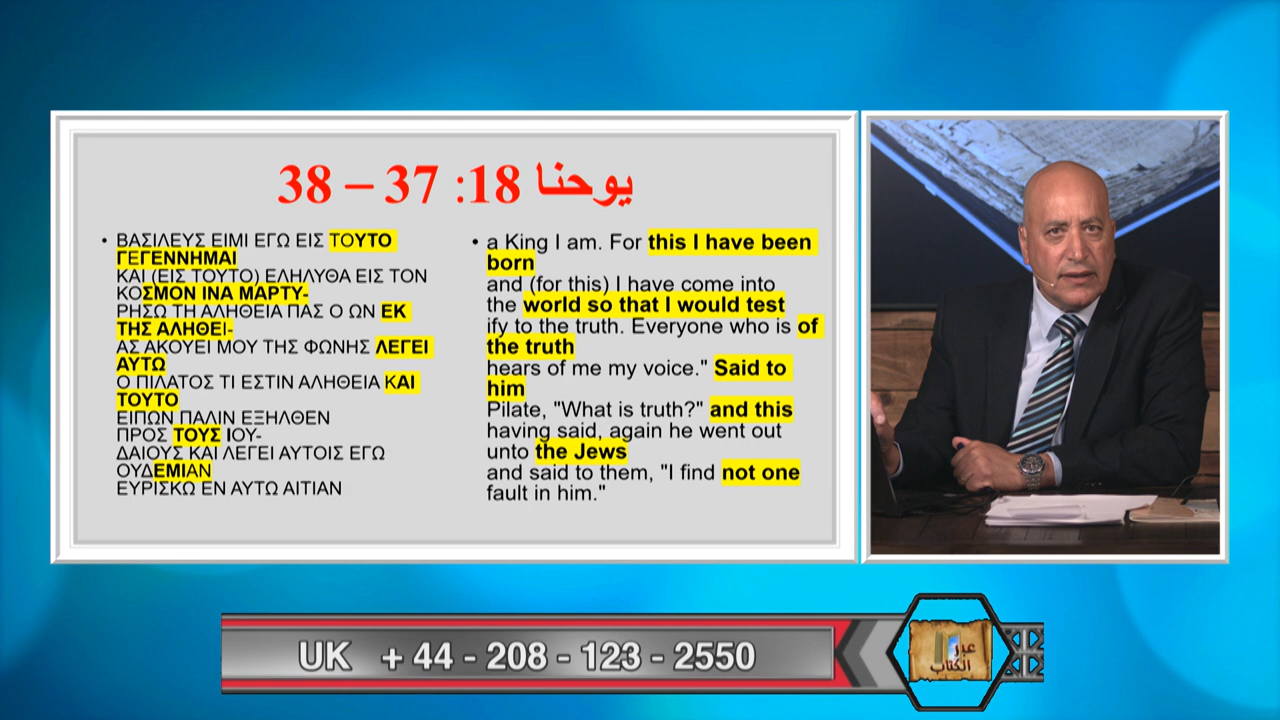 يوحنا 18: 37 – 38
• ΒΑΣΙΛΕΥΣ ΕΙΜΙ ΕΓΩ ΕΙΣ ΤΟΥΤΟ
ΓΕΓΕΝΝΗΜΑΙ
ΚΑΙ (ΕΙΣ ΤΟΥΤΟ) ΕΛΗΛΥΘΑ ΕΙΣ ΤΟΝ
ΚΟΣΜΟΝ ΙΝΑ ΜΑΡΤΥ-
ΡΗΣΩ ΤΗ ΑΛΗΘΕΙΑ ΠΑΣ Ο ΩΝ ΕΚ
ΤΗΣ ΑΛΗΘΕΙ-
ΑΣ ΑΚΟΥΕΙ ΜΟΥ ΤΗΣ ΦΩΝΗΣ ΛΕΓΕΙ
ΑΥΤΩ
Ο ΠΙΛΑΤΟΣ ΤΙ ΕΣΤΙΝ ΑΛΗΘΕΙΑ ΚΑΙ
ΤΟΥΤΟ
ΕΙΠΩΝ ΠΑΛΙΝ ΕΞΗΛΘΕΝ
ΠΡΟΣ ΤΟΥΣ ΙΟΥ-
ΔΑΙΟΥΣ ΚΑΙ ΛΕΓΕΙ ΑΥΤΟΙΣ ΕΓΩ
ΟΥΔΕΜΙΑΝ
ΕΥΡΙΣΚΩ ΕΝ ΑΥΤΩ ΑΙΤΙΑΝ
• a King I am. For this I have been
born
and (for this) I have come into
the world so that I would test
ify to the truth. Everyone who is of
the truth
hears of me my voice." Said to
him
Pilate, "What is truth?" and this
having said, again he went out
unto the Jews
and said to them, "I find not one
fault in him."
UK + 44 - 208 - 123 - 2550
عبر
الكتاب